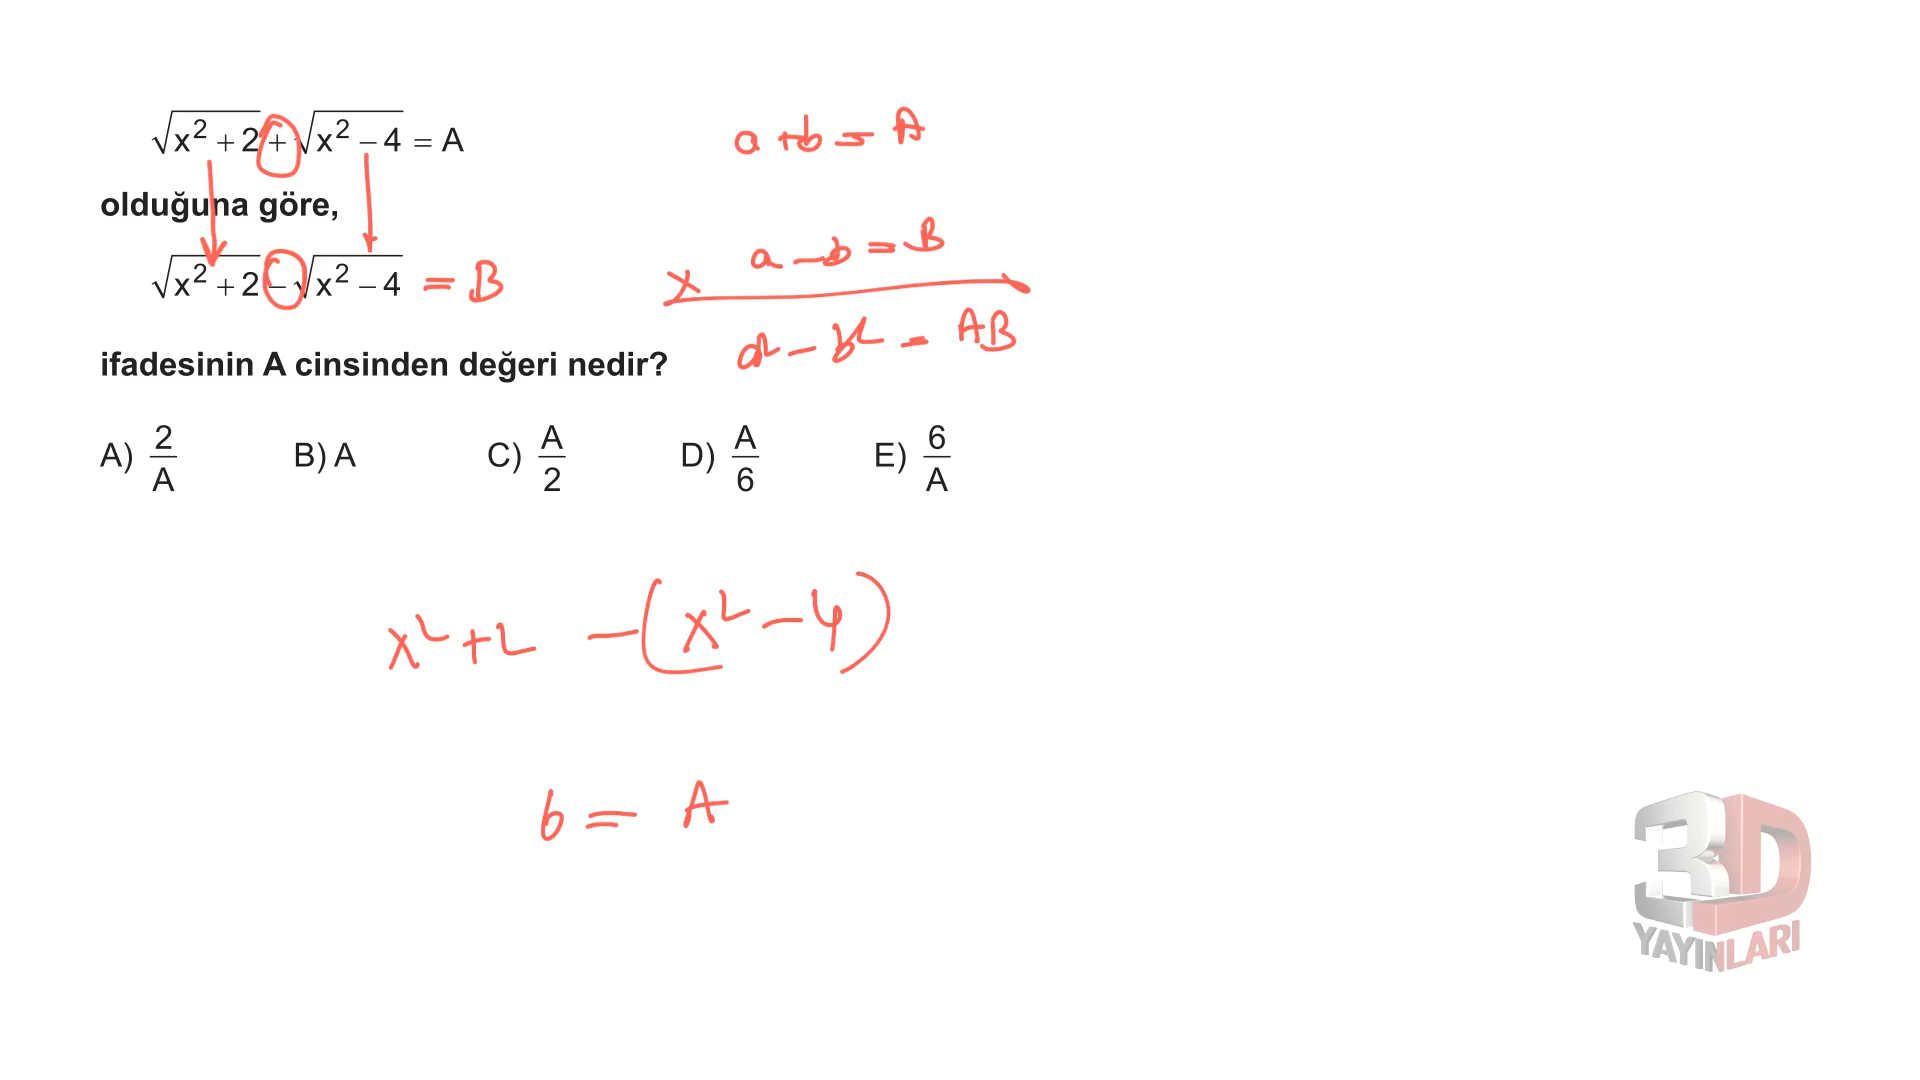 √(x² + 2) + √(x² − 4) = A
olduğuna göre,
√(x² + 2) − √(x² − 4) = B
ifadesinin A cinsinden değeri nedir?
A) 2/A B) A C) A/2 D) A/6 E) 6/A
a + b = A
x a − b = B
a² − b² = AB
x² + 2 − (x² − 4)
6 = A
3D
YAYINLARI